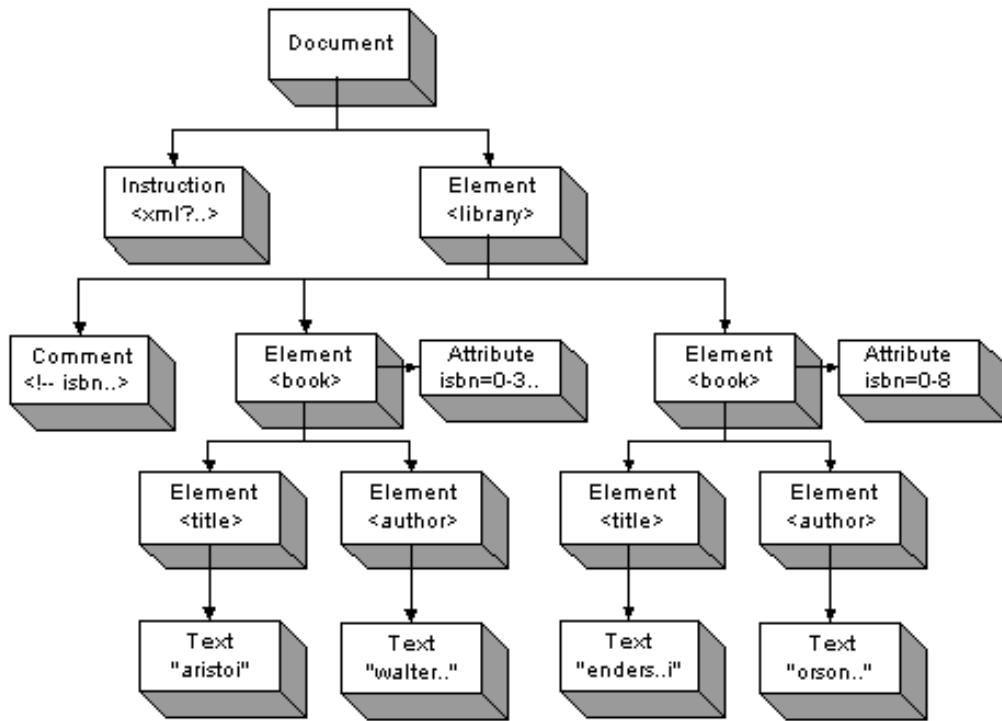 Document
Instruction
<xml?..>
Element
<library>
Comment
<!-- isbn..>
Element
<book>
Attribute
isbn=0-3..
Element
<book>
Attribute
isbn=0-8
Element
<title>
Element
<author>
Element
<title>
Element
<author>
Text
"aristoi"
Text
"walter.."
Text
"enders..i"
Text
"orson.."